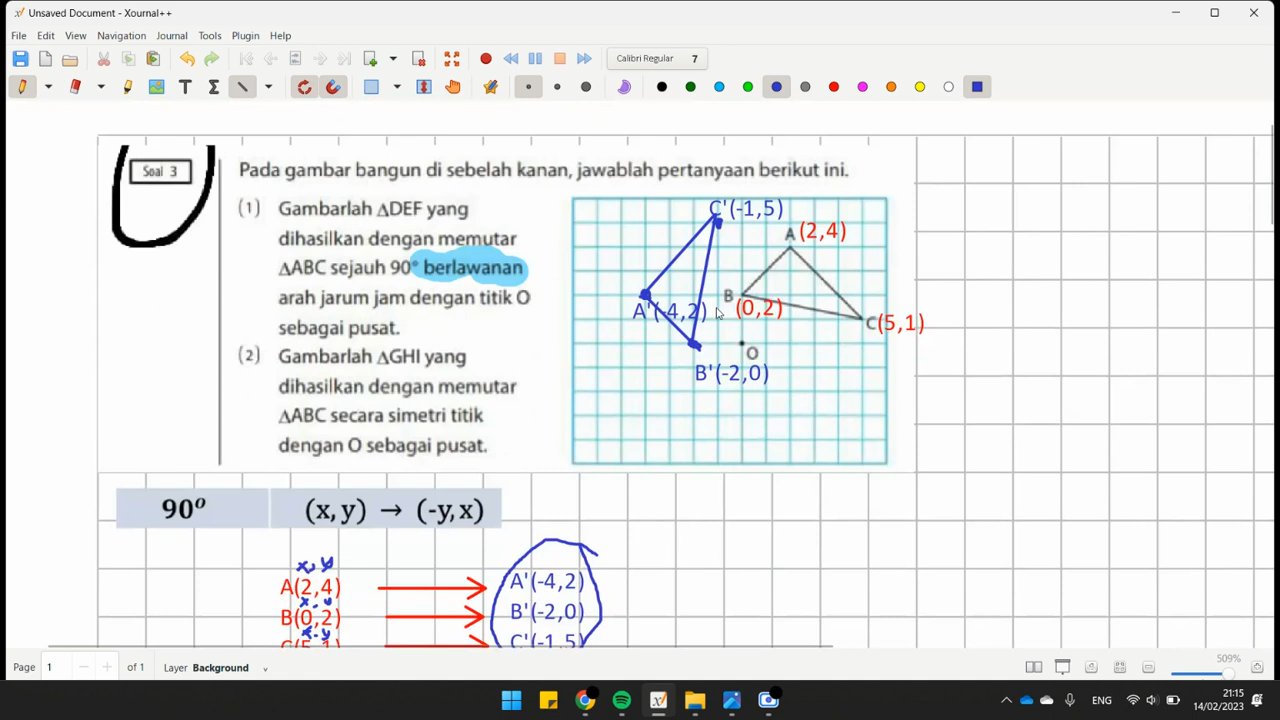 Unsaved Document - Xournal++
File Edit View Navigation Journal Tools Plugin Help
Calibri Regular 7
Soal 3
Pada gambar bangun di sebelah kanan, jawablah pertanyaan berikut ini.
(1) Gambarlah ΔDEF yang
dihasilkan dengan memutar
ΔABC sejauh 90° berlawanan
arah jarum jam dengan titik O
sebagai pusat.
(2) Gambarlah ΔGHI yang
dihasilkan dengan memutar
ΔABC secara simetri titik
dengan O sebagai pusat.
C'(-1,5)
A (2,4)
B
A'(-4,2) (0,2)
C(5,1)
O
B'(-2,0)
90° (x, y) → (-y, x)
x, y
A(2,4) A'(-4,2)
x, y
B(0,2) B'(-2,0)
x, y
C(5,1) C'(-1,5)
Page 1 of 1 Layer Background 509%
ENG 21:15
14/02/2023